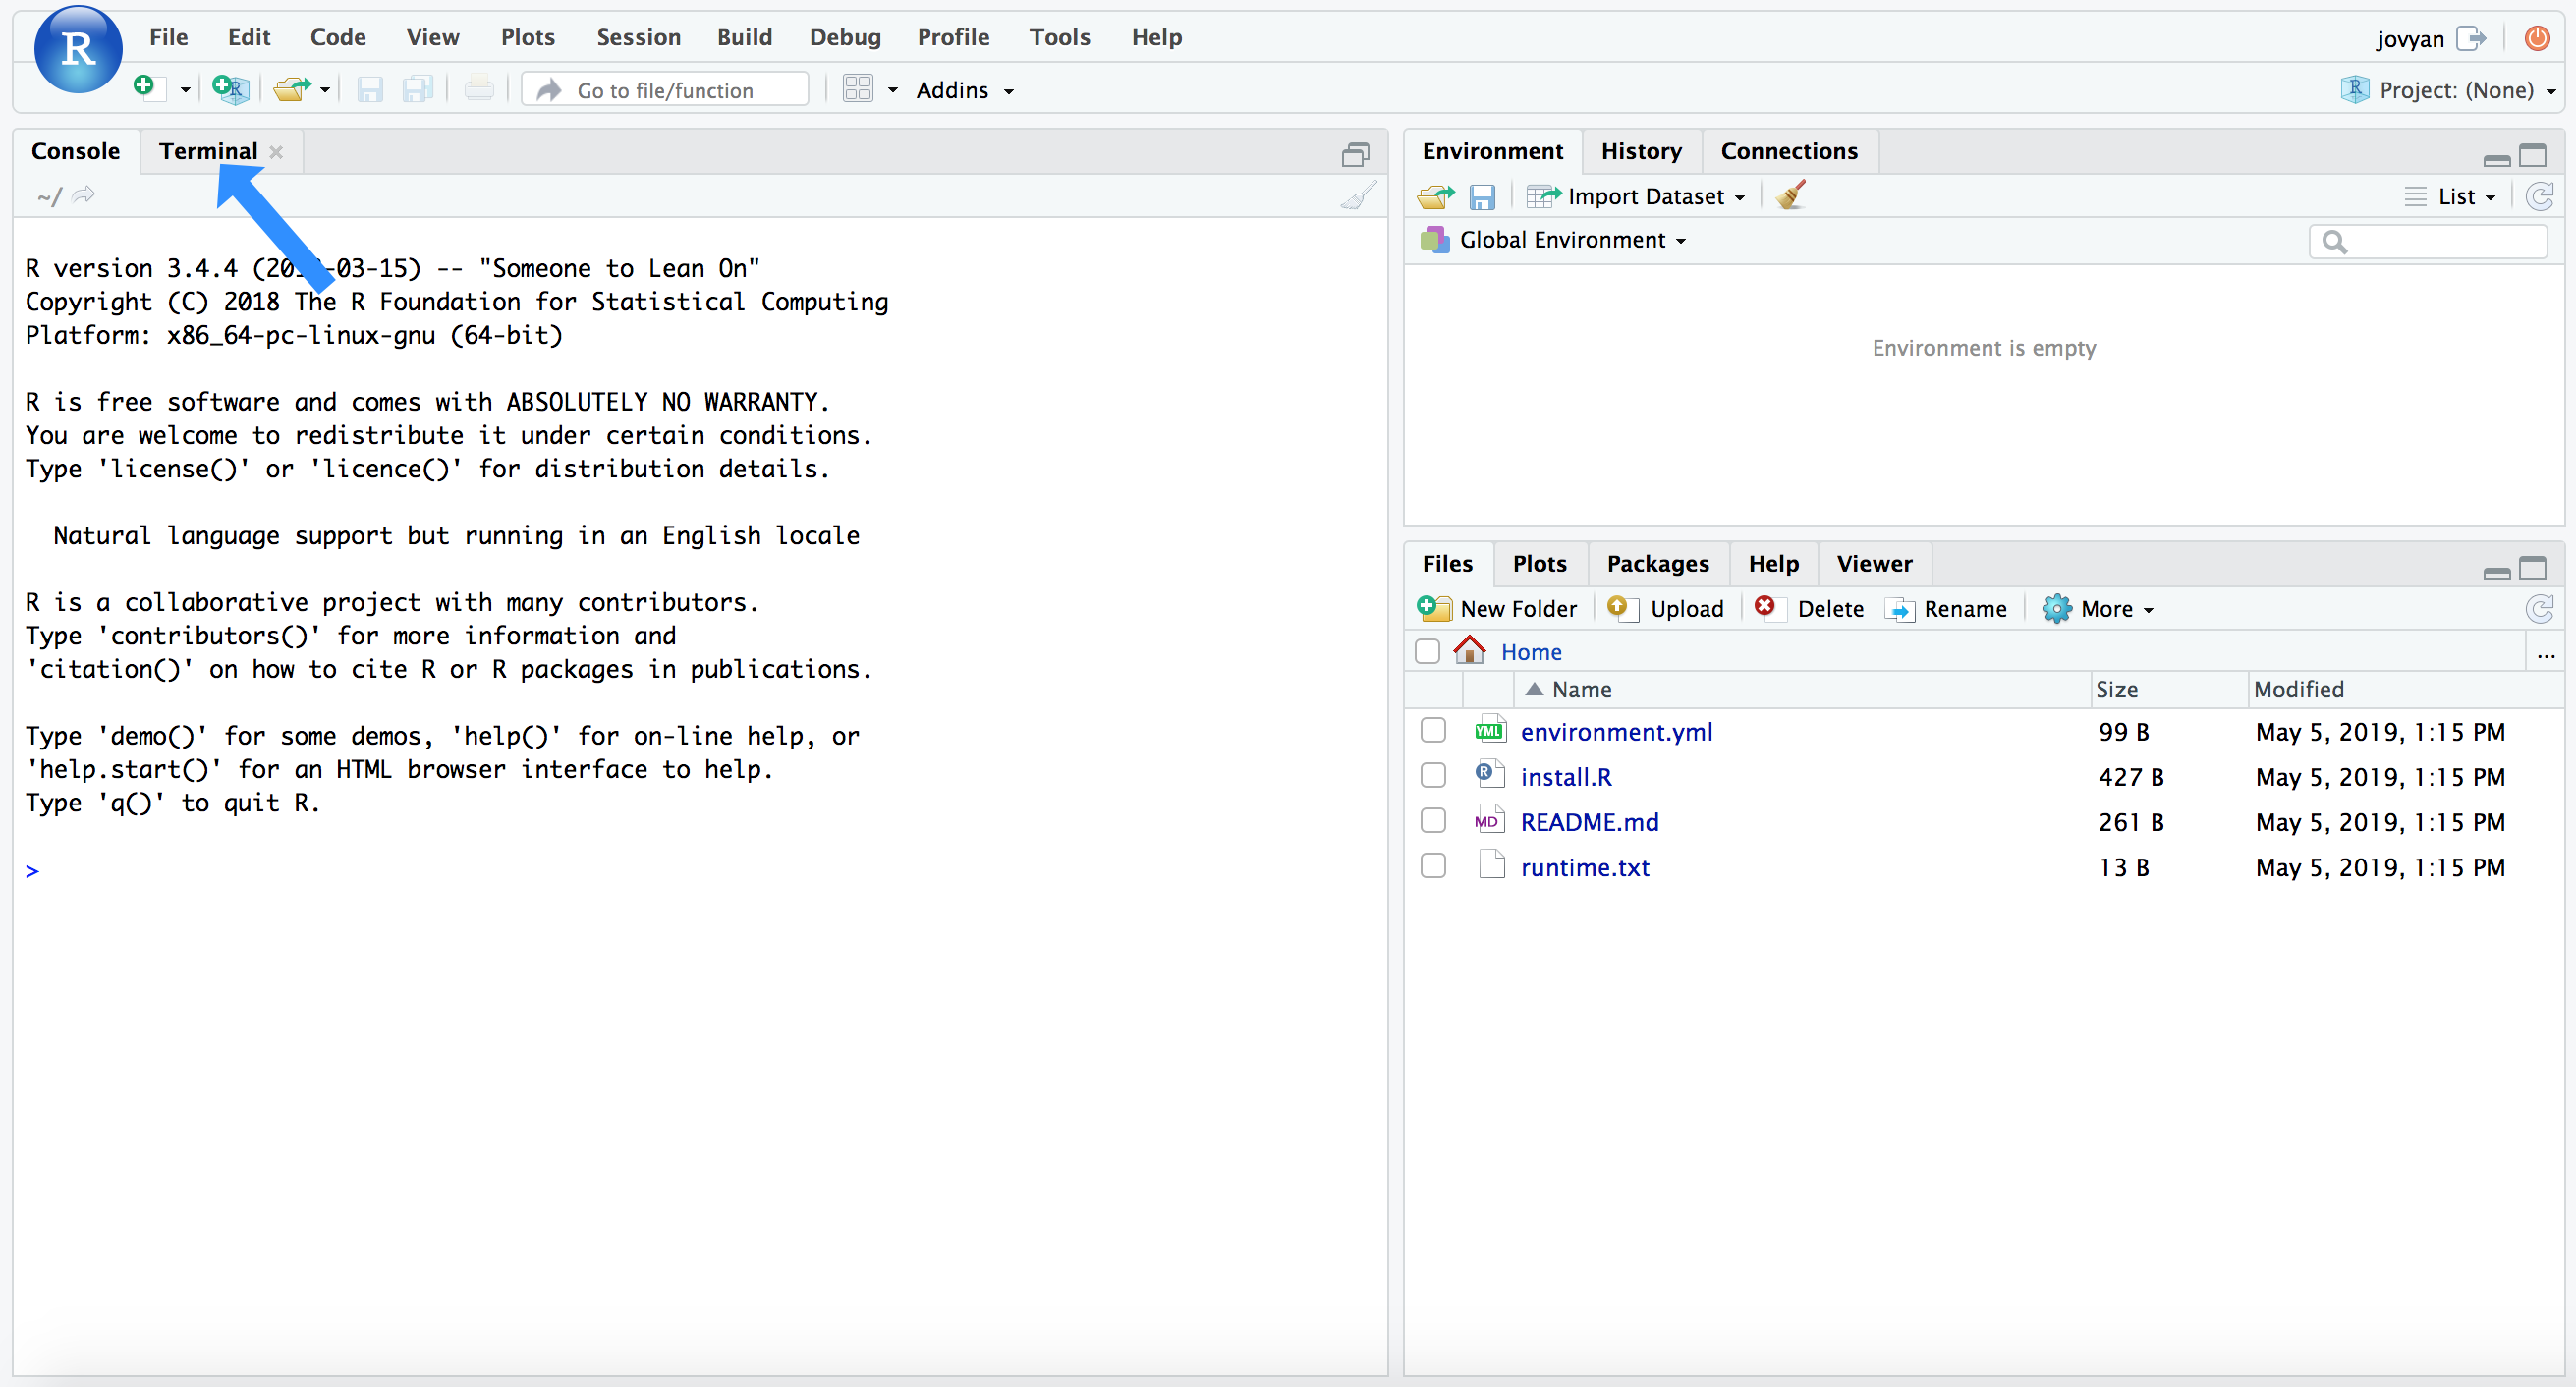 R File Edit Code View Plots Session Build Debug Profile Tools Help jovyan
R Go to file/function Addins R Project: (None)
Console Terminal
~/
R version 3.4.4 (20 -03-15) -- "Someone to Lean On"
Copyright (C) 2018 The R Foundation for Statistical Computing
Platform: x86_64-pc-linux-gnu (64-bit)
R is free software and comes with ABSOLUTELY NO WARRANTY.
You are welcome to redistribute it under certain conditions.
Type 'license()' or 'licence()' for distribution details.
Natural language support but running in an English locale
R is a collaborative project with many contributors.
Type 'contributors()' for more information and
'citation()' on how to cite R or R packages in publications.
Type 'demo()' for some demos, 'help()' for on-line help, or
'help.start()' for an HTML browser interface to help.
Type 'q()' to quit R.
>
Environment History Connections
Import Dataset List
Global Environment
Environment is empty
Files Plots Packages Help Viewer
New Folder Upload Delete Rename More
Home ...
Name Size Modified
YML environment.yml 99 B May 5, 2019, 1:15 PM
R install.R 427 B May 5, 2019, 1:15 PM
MD README.md 261 B May 5, 2019, 1:15 PM
runtime.txt 13 B May 5, 2019, 1:15 PM